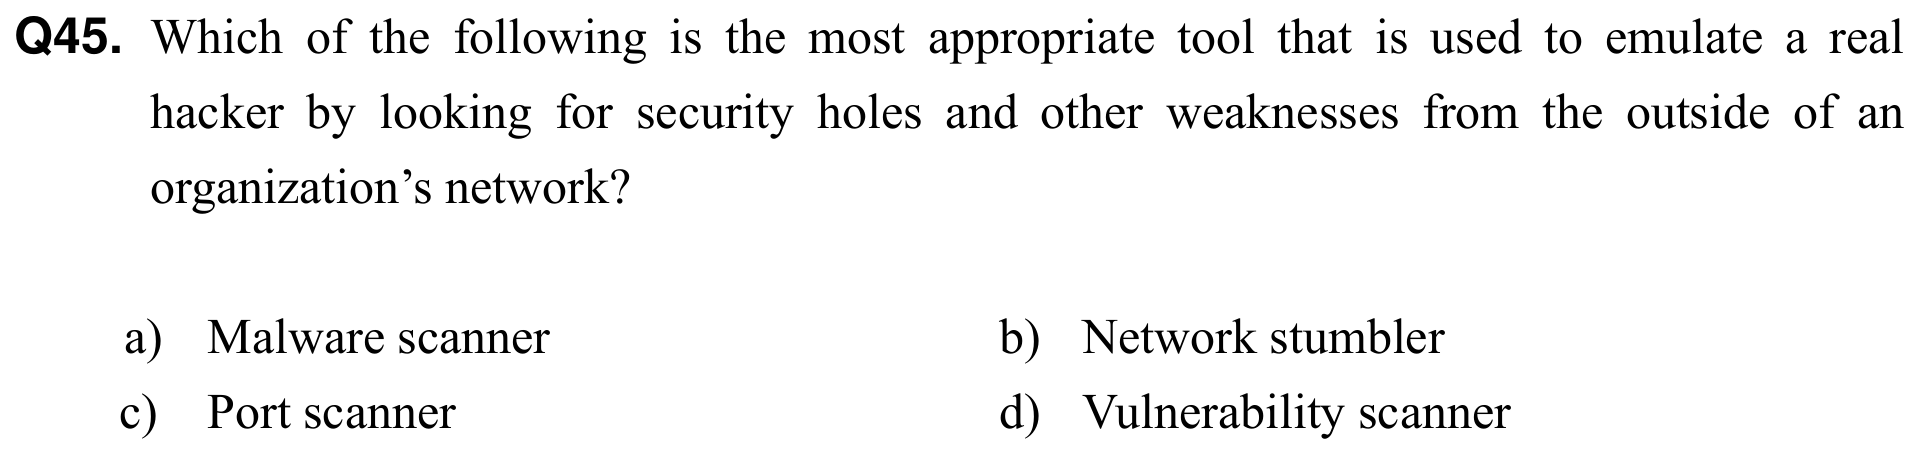 Q45. Which of the following is the most appropriate tool that is used to emulate a real
hacker by looking for security holes and other weaknesses from the outside of an
organization’s network?
a) Malware scanner b) Network stumbler
c) Port scanner d) Vulnerability scanner